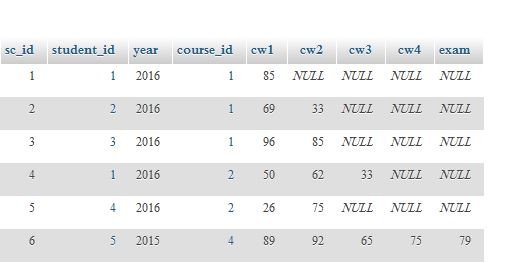 sc_id student_id year course_id cw1 cw2 cw3 cw4 exam
1 1 2016 1 85 NULL NULL NULL NULL
2 2 2016 1 69 33 NULL NULL NULL
3 3 2016 1 96 85 NULL NULL NULL
4 1 2016 2 50 62 33 NULL NULL
5 4 2016 2 26 75 NULL NULL NULL
6 5 2015 4 89 92 65 75 79